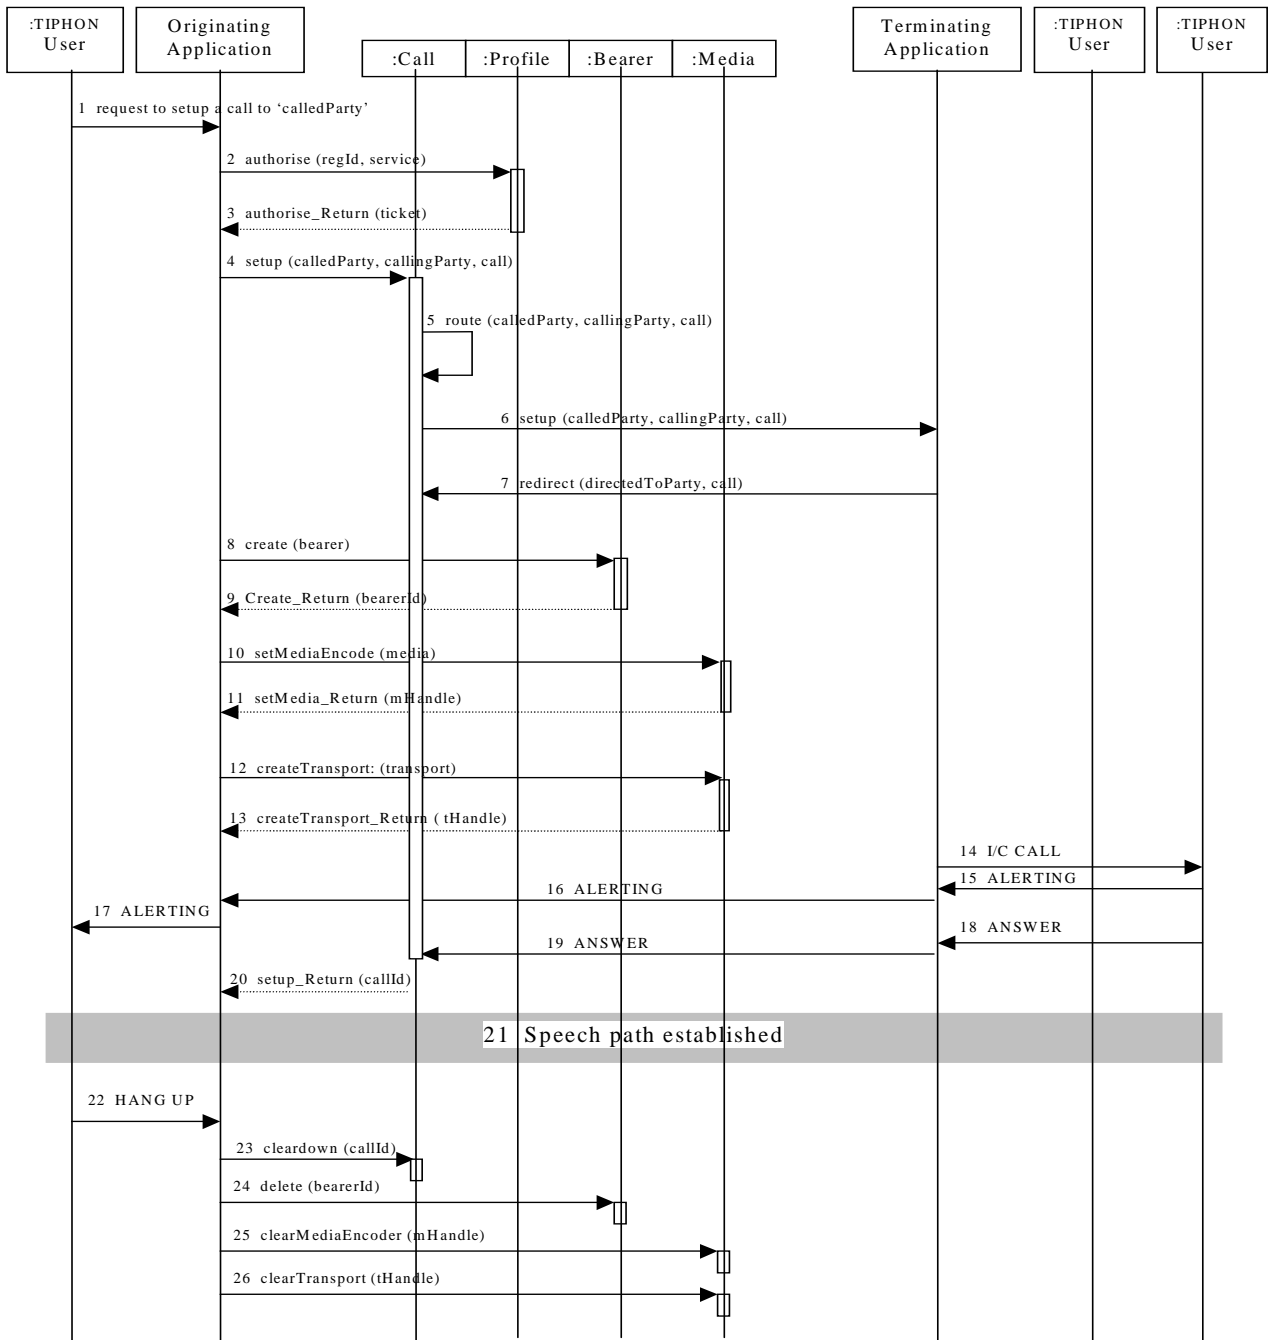 :TIPHON
User
Originating
Application
:Call
:Profile
:Bearer
:Media
Terminating
Application
:TIPHON
User
:TIPHON
User
1 request to setup a call to ‘calledParty’
2 authorise (regId, service)
3 authorise_Return (ticket)
4 setup (calledParty, callingParty, call)
5 route (calledParty, callingParty, call)
6 setup (calledParty, callingParty, call)
7 redirect (directedToParty, call)
8 create (bearer)
9 Create_Return (bearerId)
10 setMediaEncode (media)
11 setMedia_Return (mHandle)
12 createTransport: (transport)
13 createTransport_Return ( tHandle)
14 I/C CALL
15 ALERTING
16 ALERTING
17 ALERTING
18 ANSWER
19 ANSWER
20 setup_Return (callId)
21 Speech path established
22 HANG UP
23 cleardown (callId)
24 delete (bearerId)
25 clearMediaEncoder (mHandle)
26 clearTransport (tHandle)